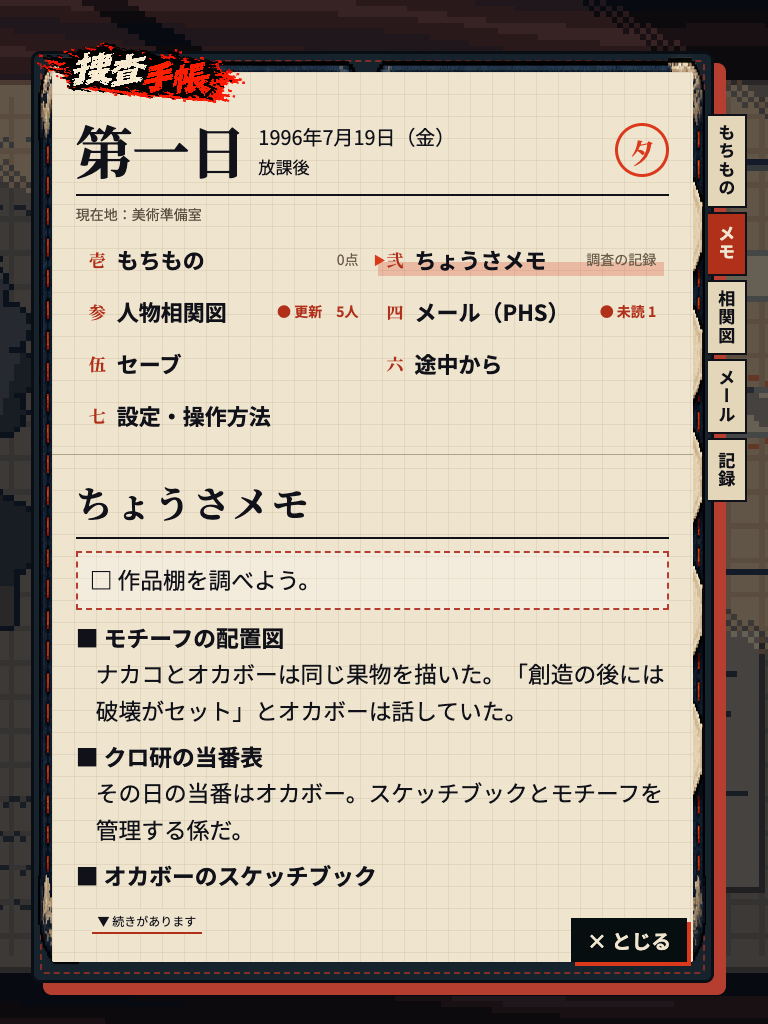 捜査手帳
第一日
1996年7月19日（金）
放課後
夕
現在地：美術準備室
壱 もちもの 0点
▶弐 ちょうさメモ 調査の記録
参 人物相関図 ●更新 5人
四 メール（PHS） ●未読 1
伍 セーブ
六 途中から
七 設定・操作方法
ちょうさメモ
□ 作品棚を調べよう。
■ モチーフの配置図
ナカコとオカボーは同じ果物を描いた。「創造の後には
破壊がセット」とオカボーは話していた。
■ クロ研の当番表
その日の当番はオカボー。スケッチブックとモチーフを
管理する係だ。
■ オカボーのスケッチブック
▼続きがあります
× とじる
もちもの
メモ
相関図
メール
記録